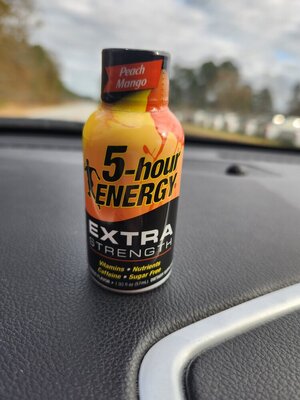 Peach
Mango
5-hour
ENERGY
EXTRA
STRENGTH
Vitamins • Nutrients
Caffeine • Sugar Free